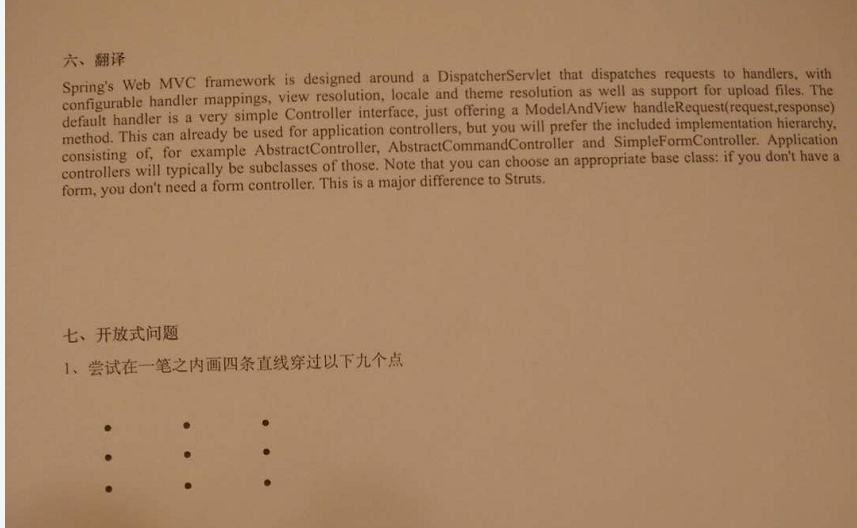 六、翻译
Spring's Web MVC framework is designed around a DispatcherServlet that dispatches requests to handlers, with
configurable handler mappings, view resolution, locale and theme resolution as well as support for upload files. The
default handler is a very simple Controller interface, just offering a ModelAndView handleRequest(request,response)
method. This can already be used for application controllers, but you will prefer the included implementation hierarchy,
consisting of, for example AbstractController, AbstractCommandController and SimpleFormController. Application
controllers will typically be subclasses of those. Note that you can choose an appropriate base class: if you don't have a
form, you don't need a form controller. This is a major difference to Struts.
七、开放式问题
1、尝试在一笔之内画四条直线穿过以下九个点